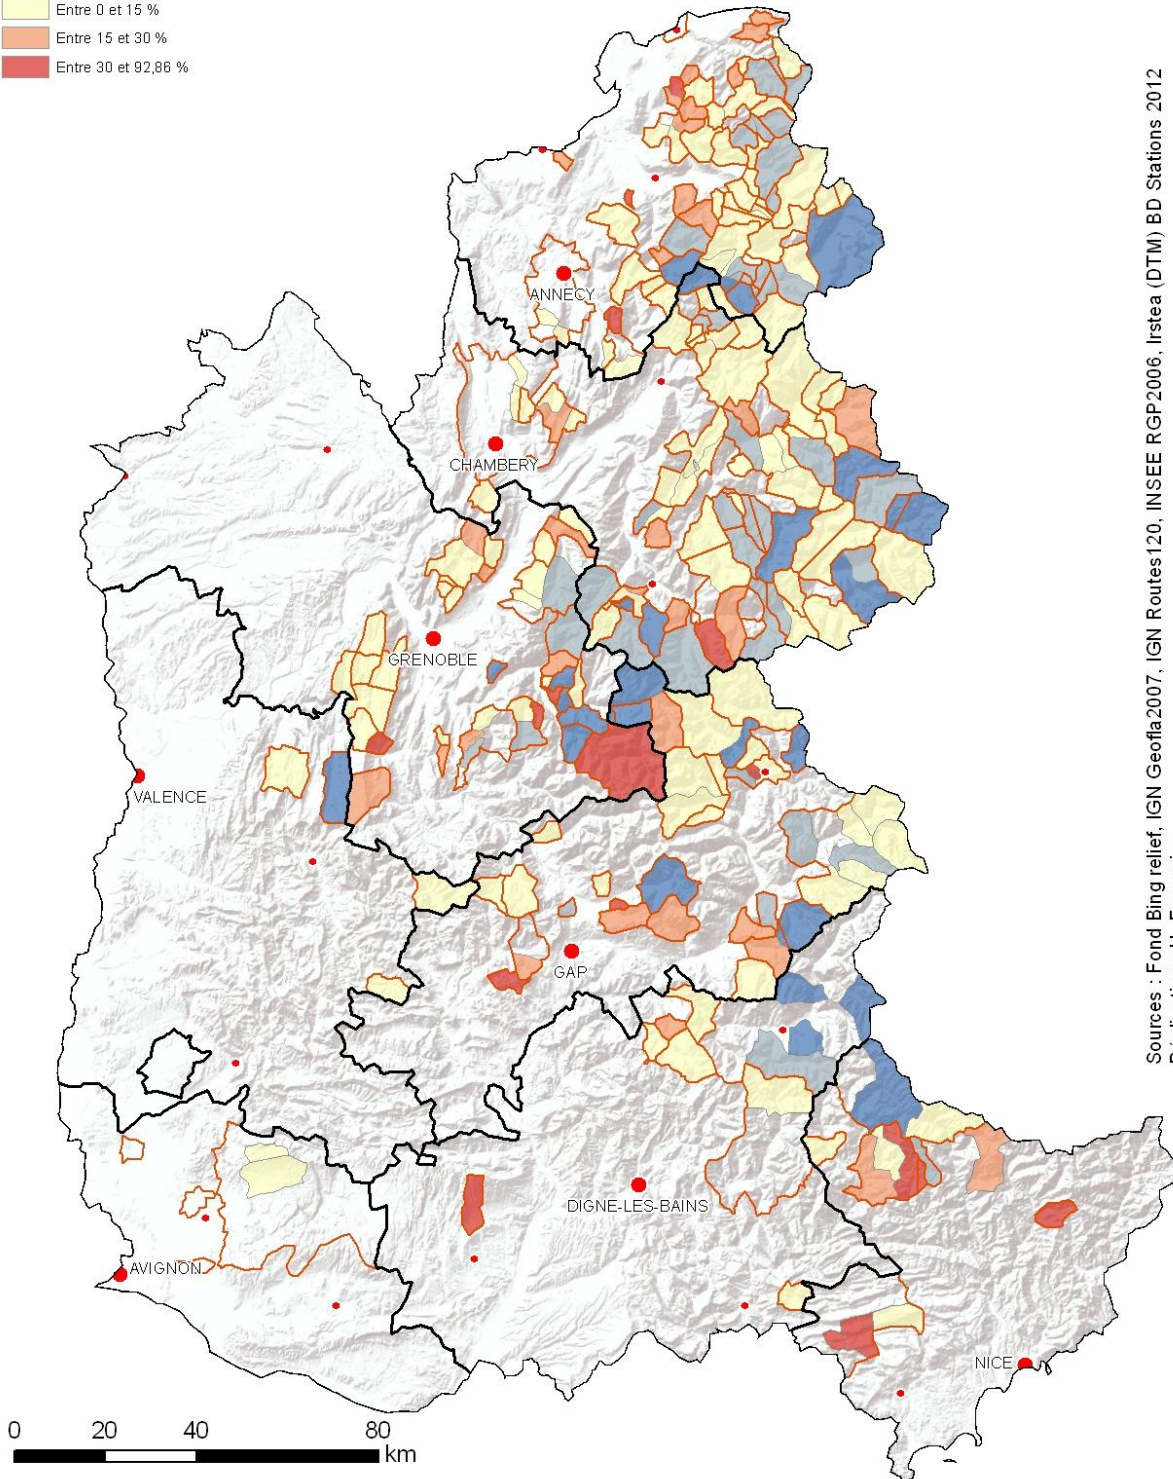 Entre 0 et 15 %
Entre 15 et 30 %
Entre 30 et 92,86 %
ANNECY
CHAMBERY
GRENOBLE
VALENCE
GAP
DIGNE-LES-BAINS
AVIGNON
NICE
0 20 40 80
km
Sources : Fond Bing relief, IGN Geofla2007, IGN Routes120, INSEE RGP2006, Irstea (DTM) BD Stations 2012